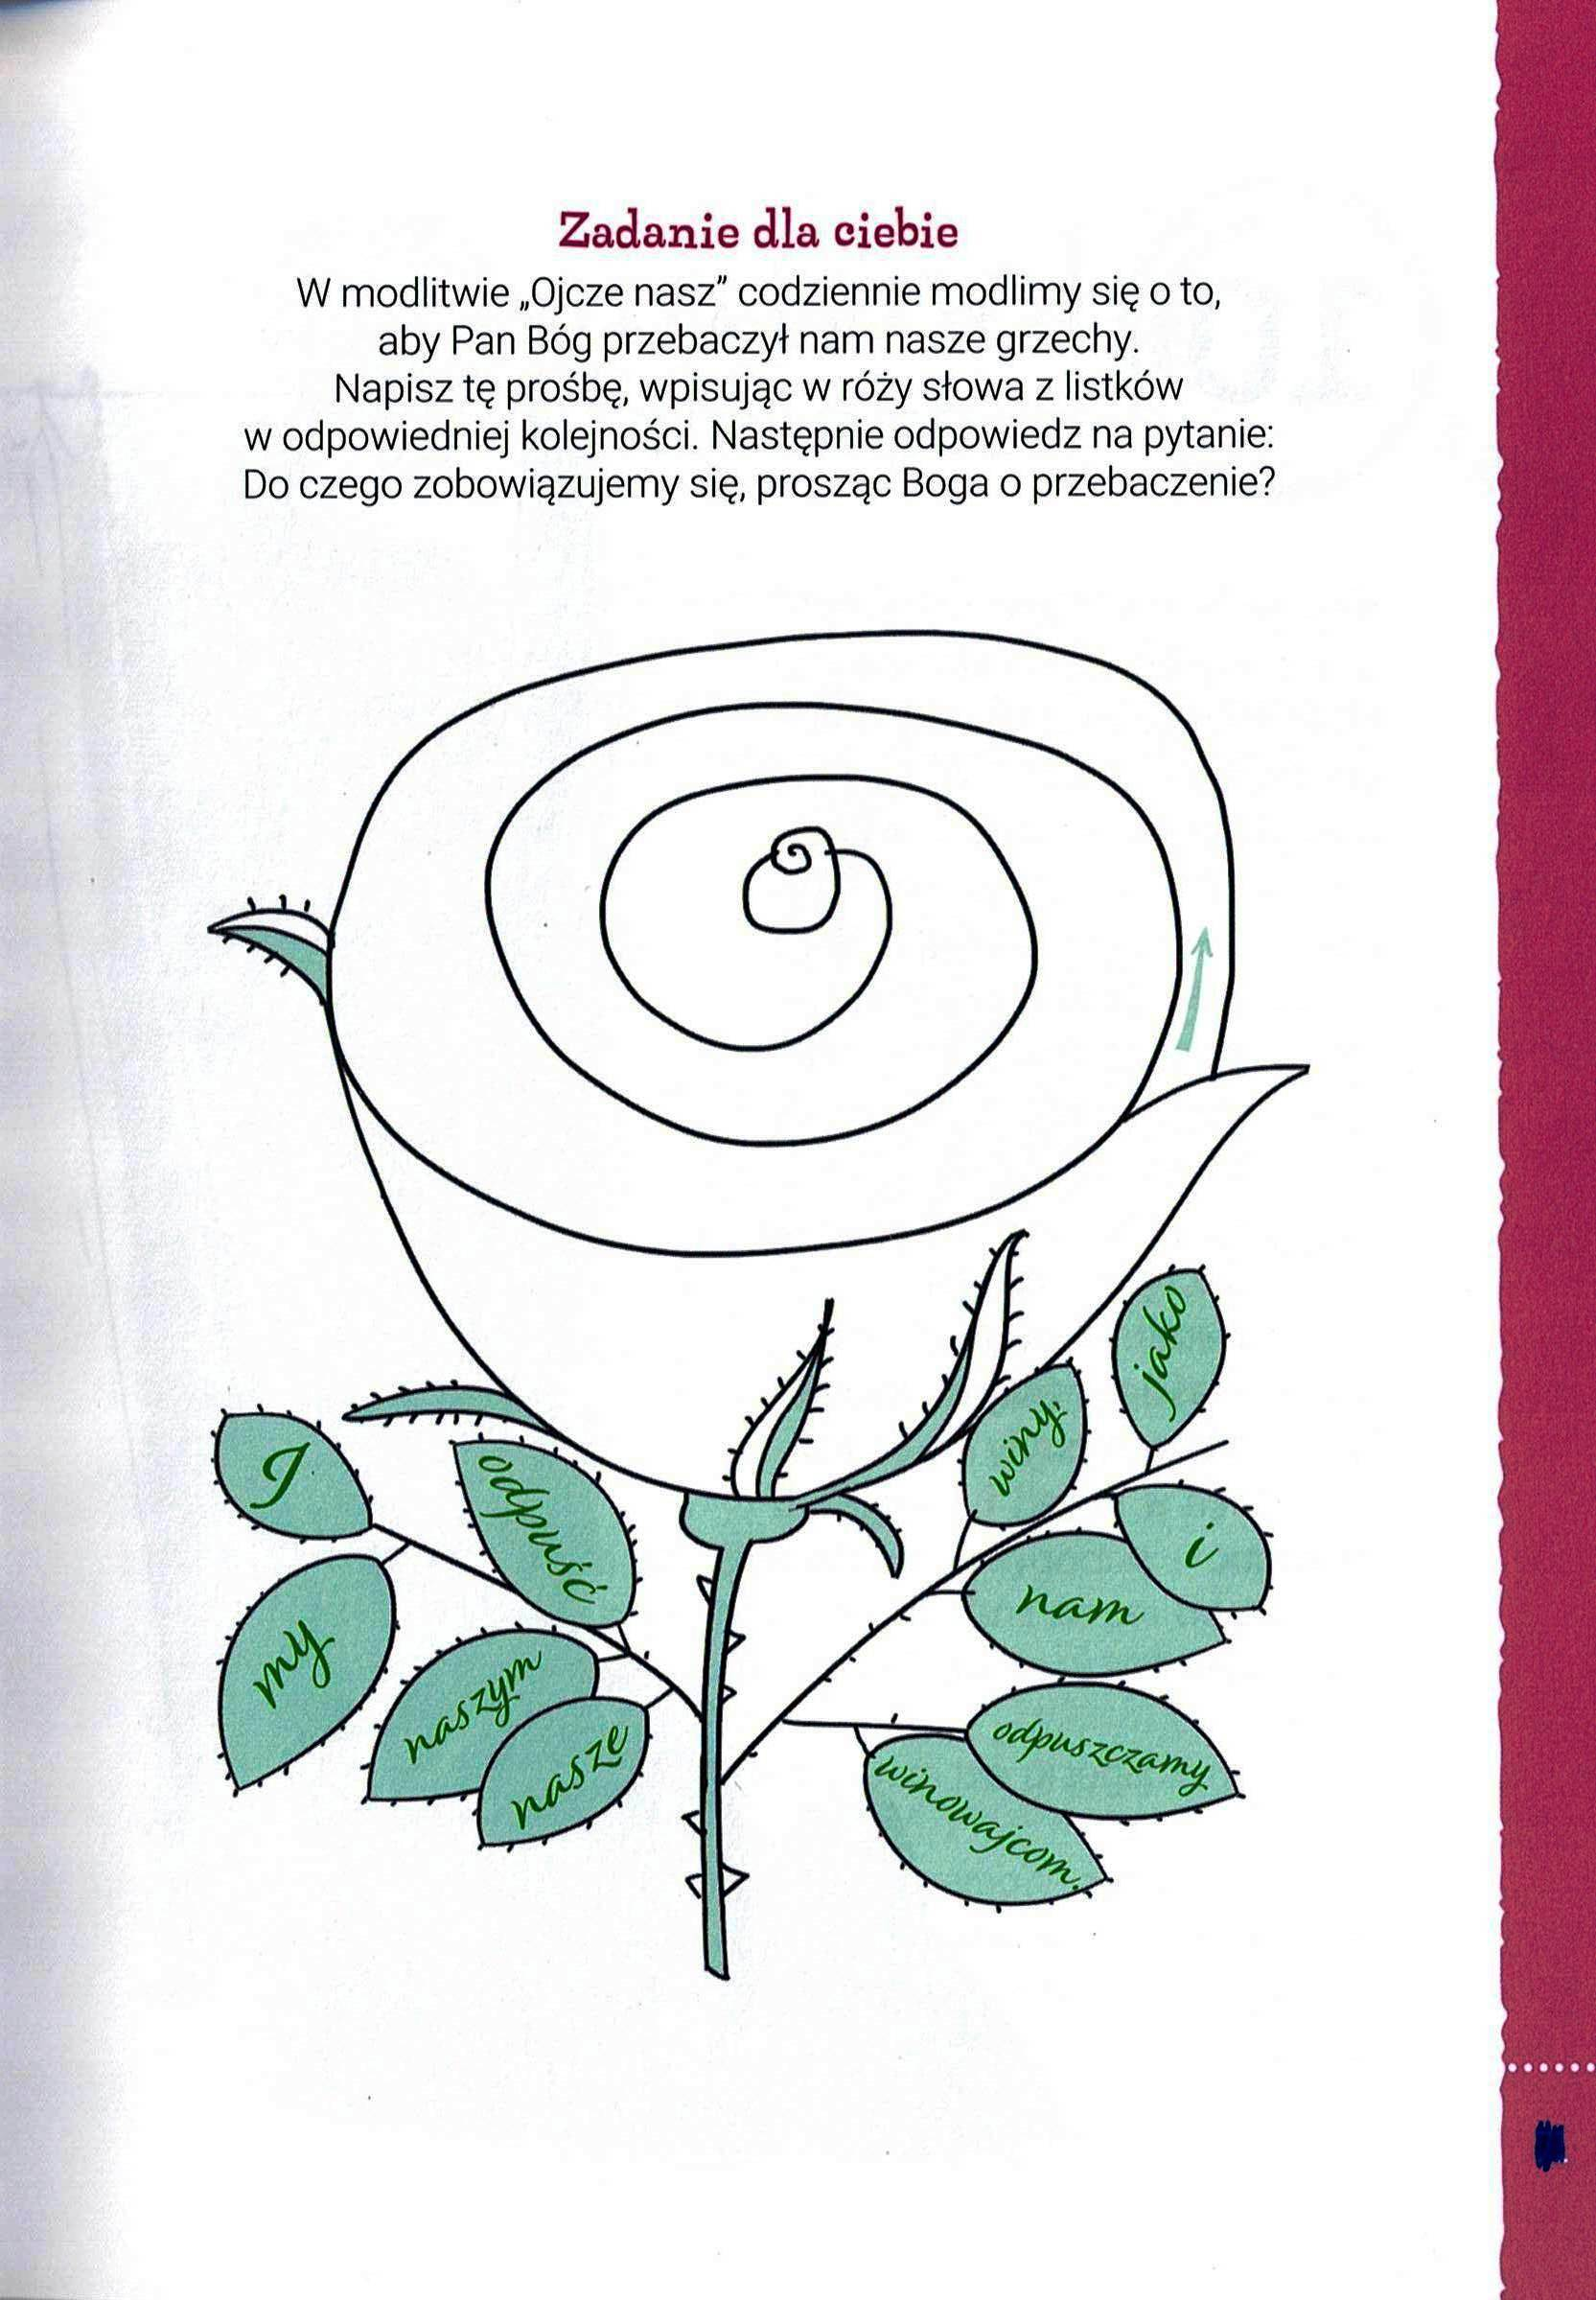 Zadanie dla ciebie
W modlitwie „Ojcze nasz” codziennie modlimy się o to,
aby Pan Bóg przebaczył nam nasze grzechy.
Napisz tę prośbę, wpisując w róży słowa z listków
w odpowiedniej kolejności. Następnie odpowiedz na pytanie:
Do czego zobowiązujemy się, prosząc Boga o przebaczenie?
jako
winy,
I
odpuść
i
nam
my
naszym
nasze
odpuszczamy
winowajcom.